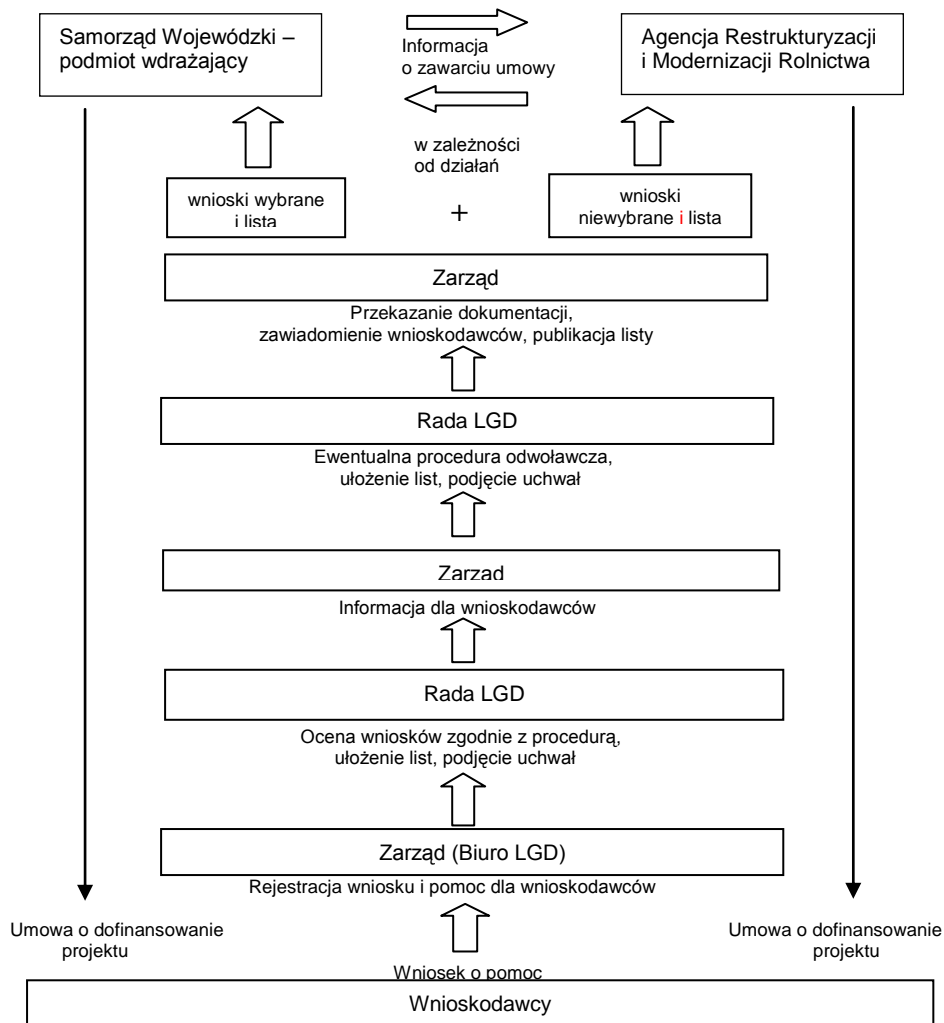 Samorząd Wojewódzki –
podmiot wdrażający
Informacja
o zawarciu umowy
Agencja Restrukturyzacji
i Modernizacji Rolnictwa
w zależności
od działań
wnioski wybrane
i lista
+
wnioski
niewybrane i lista
Zarząd
Przekazanie dokumentacji,
zawiadomienie wnioskodawców, publikacja listy
Rada LGD
Ewentualna procedura odwoławcza,
ułożenie list, podjęcie uchwał
Zarzad
Informacja dla wnioskodawców
Rada LGD
Ocena wniosków zgodnie z procedurą,
ułożenie list, podjęcie uchwał
Zarząd (Biuro LGD)
Rejestracja wniosku i pomoc dla wnioskodawców
Umowa o dofinansowanie
projektu
Umowa o dofinansowanie
projektu
Wniosek o pomoc
Wnioskodawcy